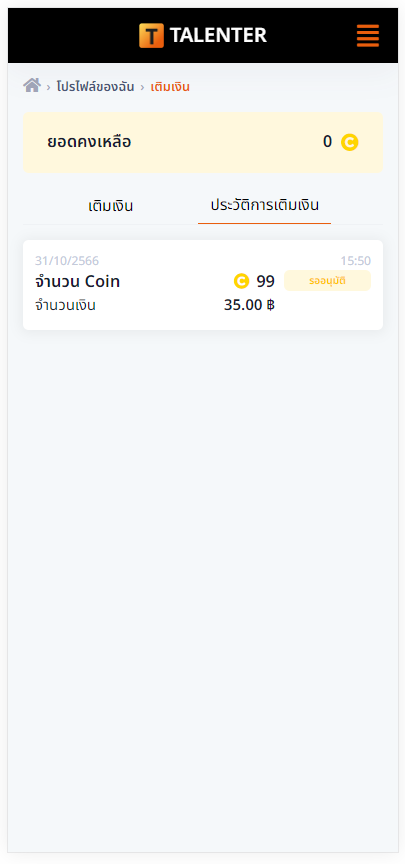 T TALENTER
› โปรไฟล์ของฉัน › เติมเงิน
ยอดคงเหลือ 0 C
เติมเงิน ประวัติการเติมเงิน
31/10/2566 15:50
จำนวน Coin C 99 รออนุมัติ
จำนวนเงิน 35.00 ฿